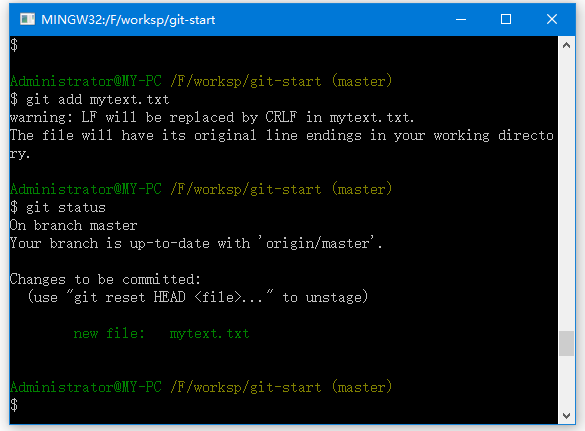 MINGW32:/F/worksp/git-start
$
Administrator@MY-PC /F/worksp/git-start (master)
$ git add mytext.txt
warning: LF will be replaced by CRLF in mytext.txt.
The file will have its original line endings in your working directo
ry.
Administrator@MY-PC /F/worksp/git-start (master)
$ git status
On branch master
Your branch is up-to-date with 'origin/master'.
Changes to be committed:
(use "git reset HEAD <file>..." to unstage)
new file:   mytext.txt
Administrator@MY-PC /F/worksp/git-start (master)
$